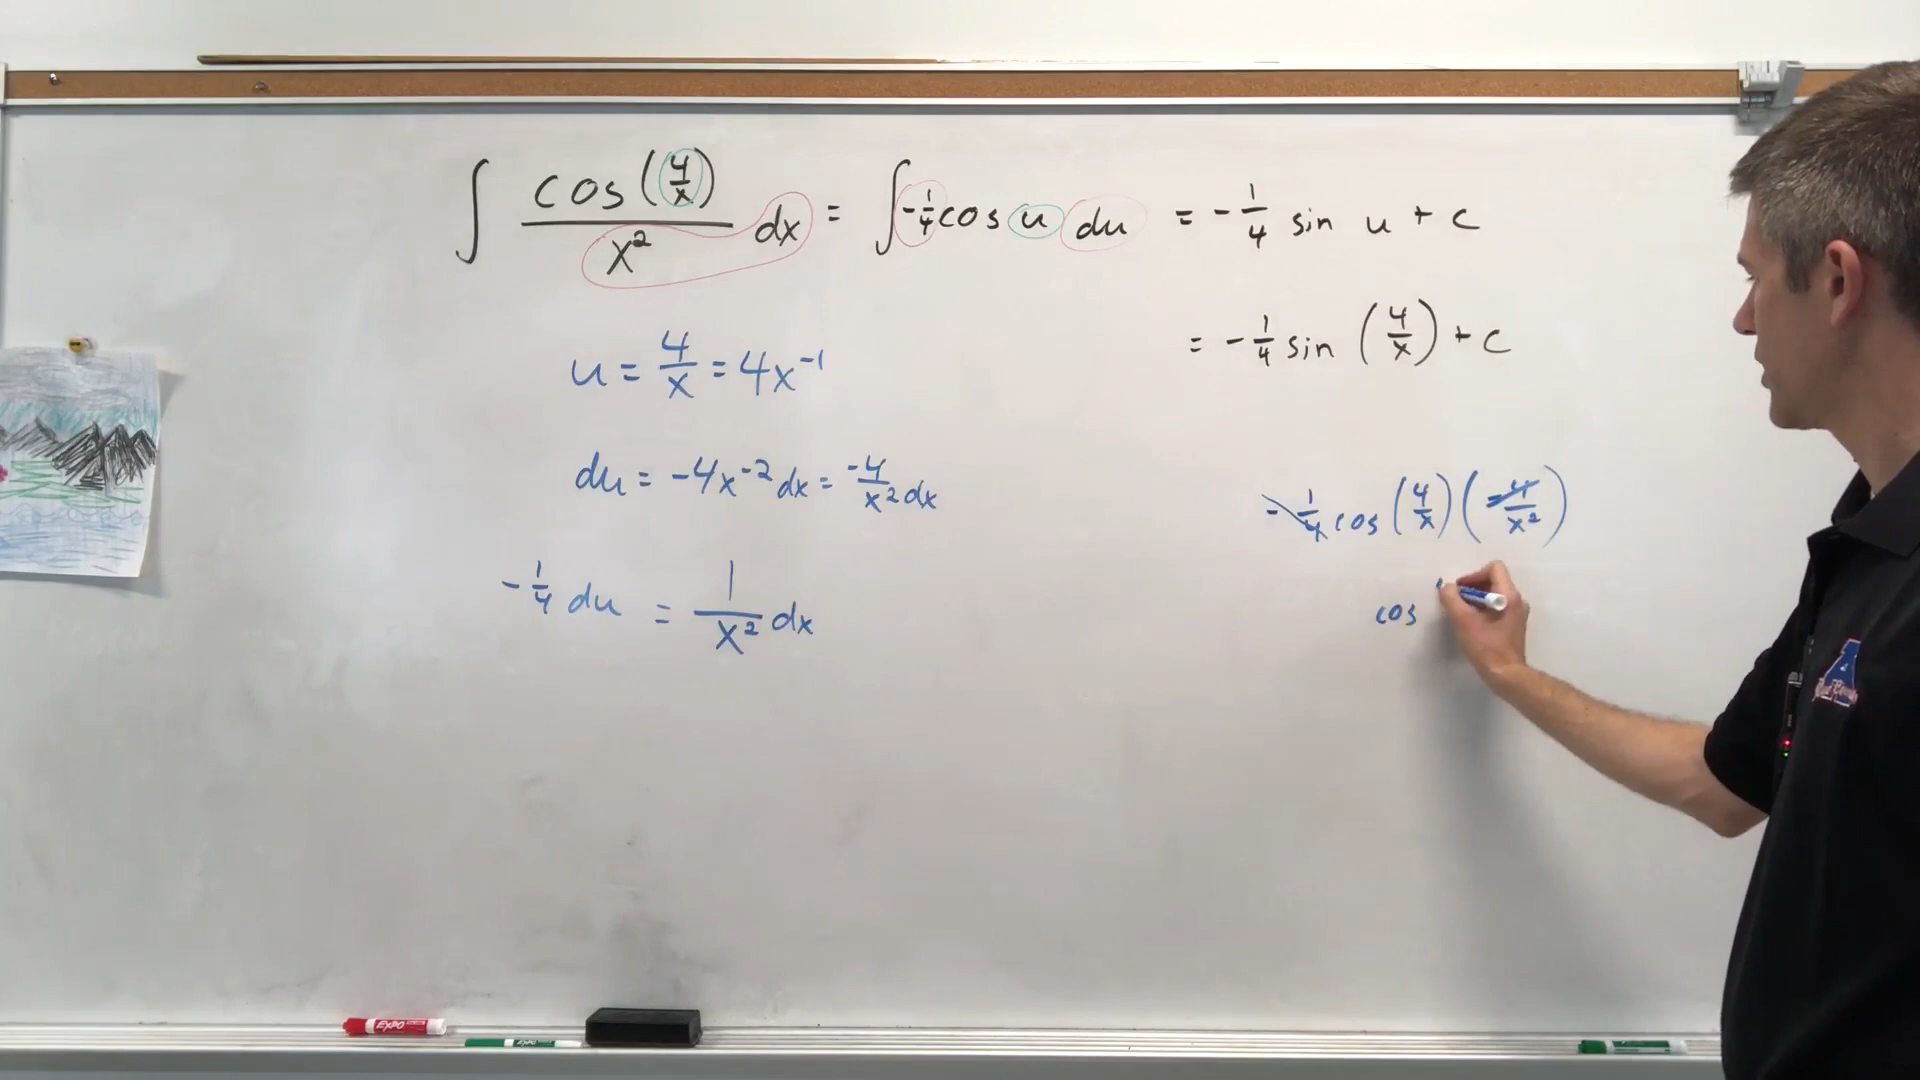 ∫ cos(4/x)/x² dx = ∫ -1/4 cos u du = -1/4 sin u + c
= -1/4 sin (4/x) + c
u = 4/x = 4x⁻¹
du = -4x⁻² dx = -4/x² dx
= 1/4 cos (4/x) (-4/x²)
-1/4 du = 1/x² dx
cos
EXPO
A